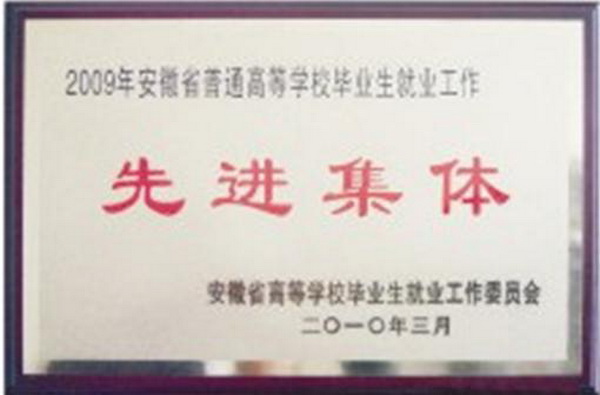 2009年安徽省普通高等学校毕业生就业工作
先进集体
安徽省高等学校毕业生就业工作委员会
二〇一〇年三月